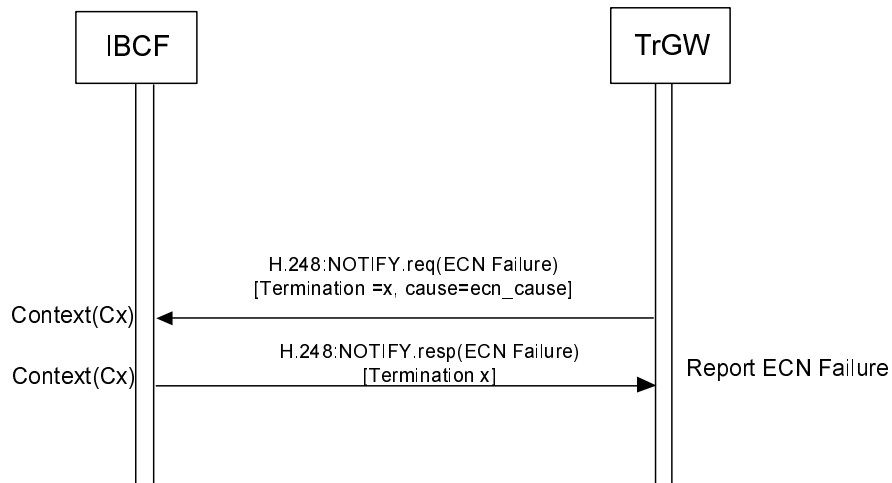 IBCF
TrGW
H.248:NOTIFY.req(ECN Failure)
[Termination =x, cause=ecn_cause]
Context(Cx)
H.248:NOTIFY.resp(ECN Failure)
[Termination x]
Context(Cx)
Report ECN Failure